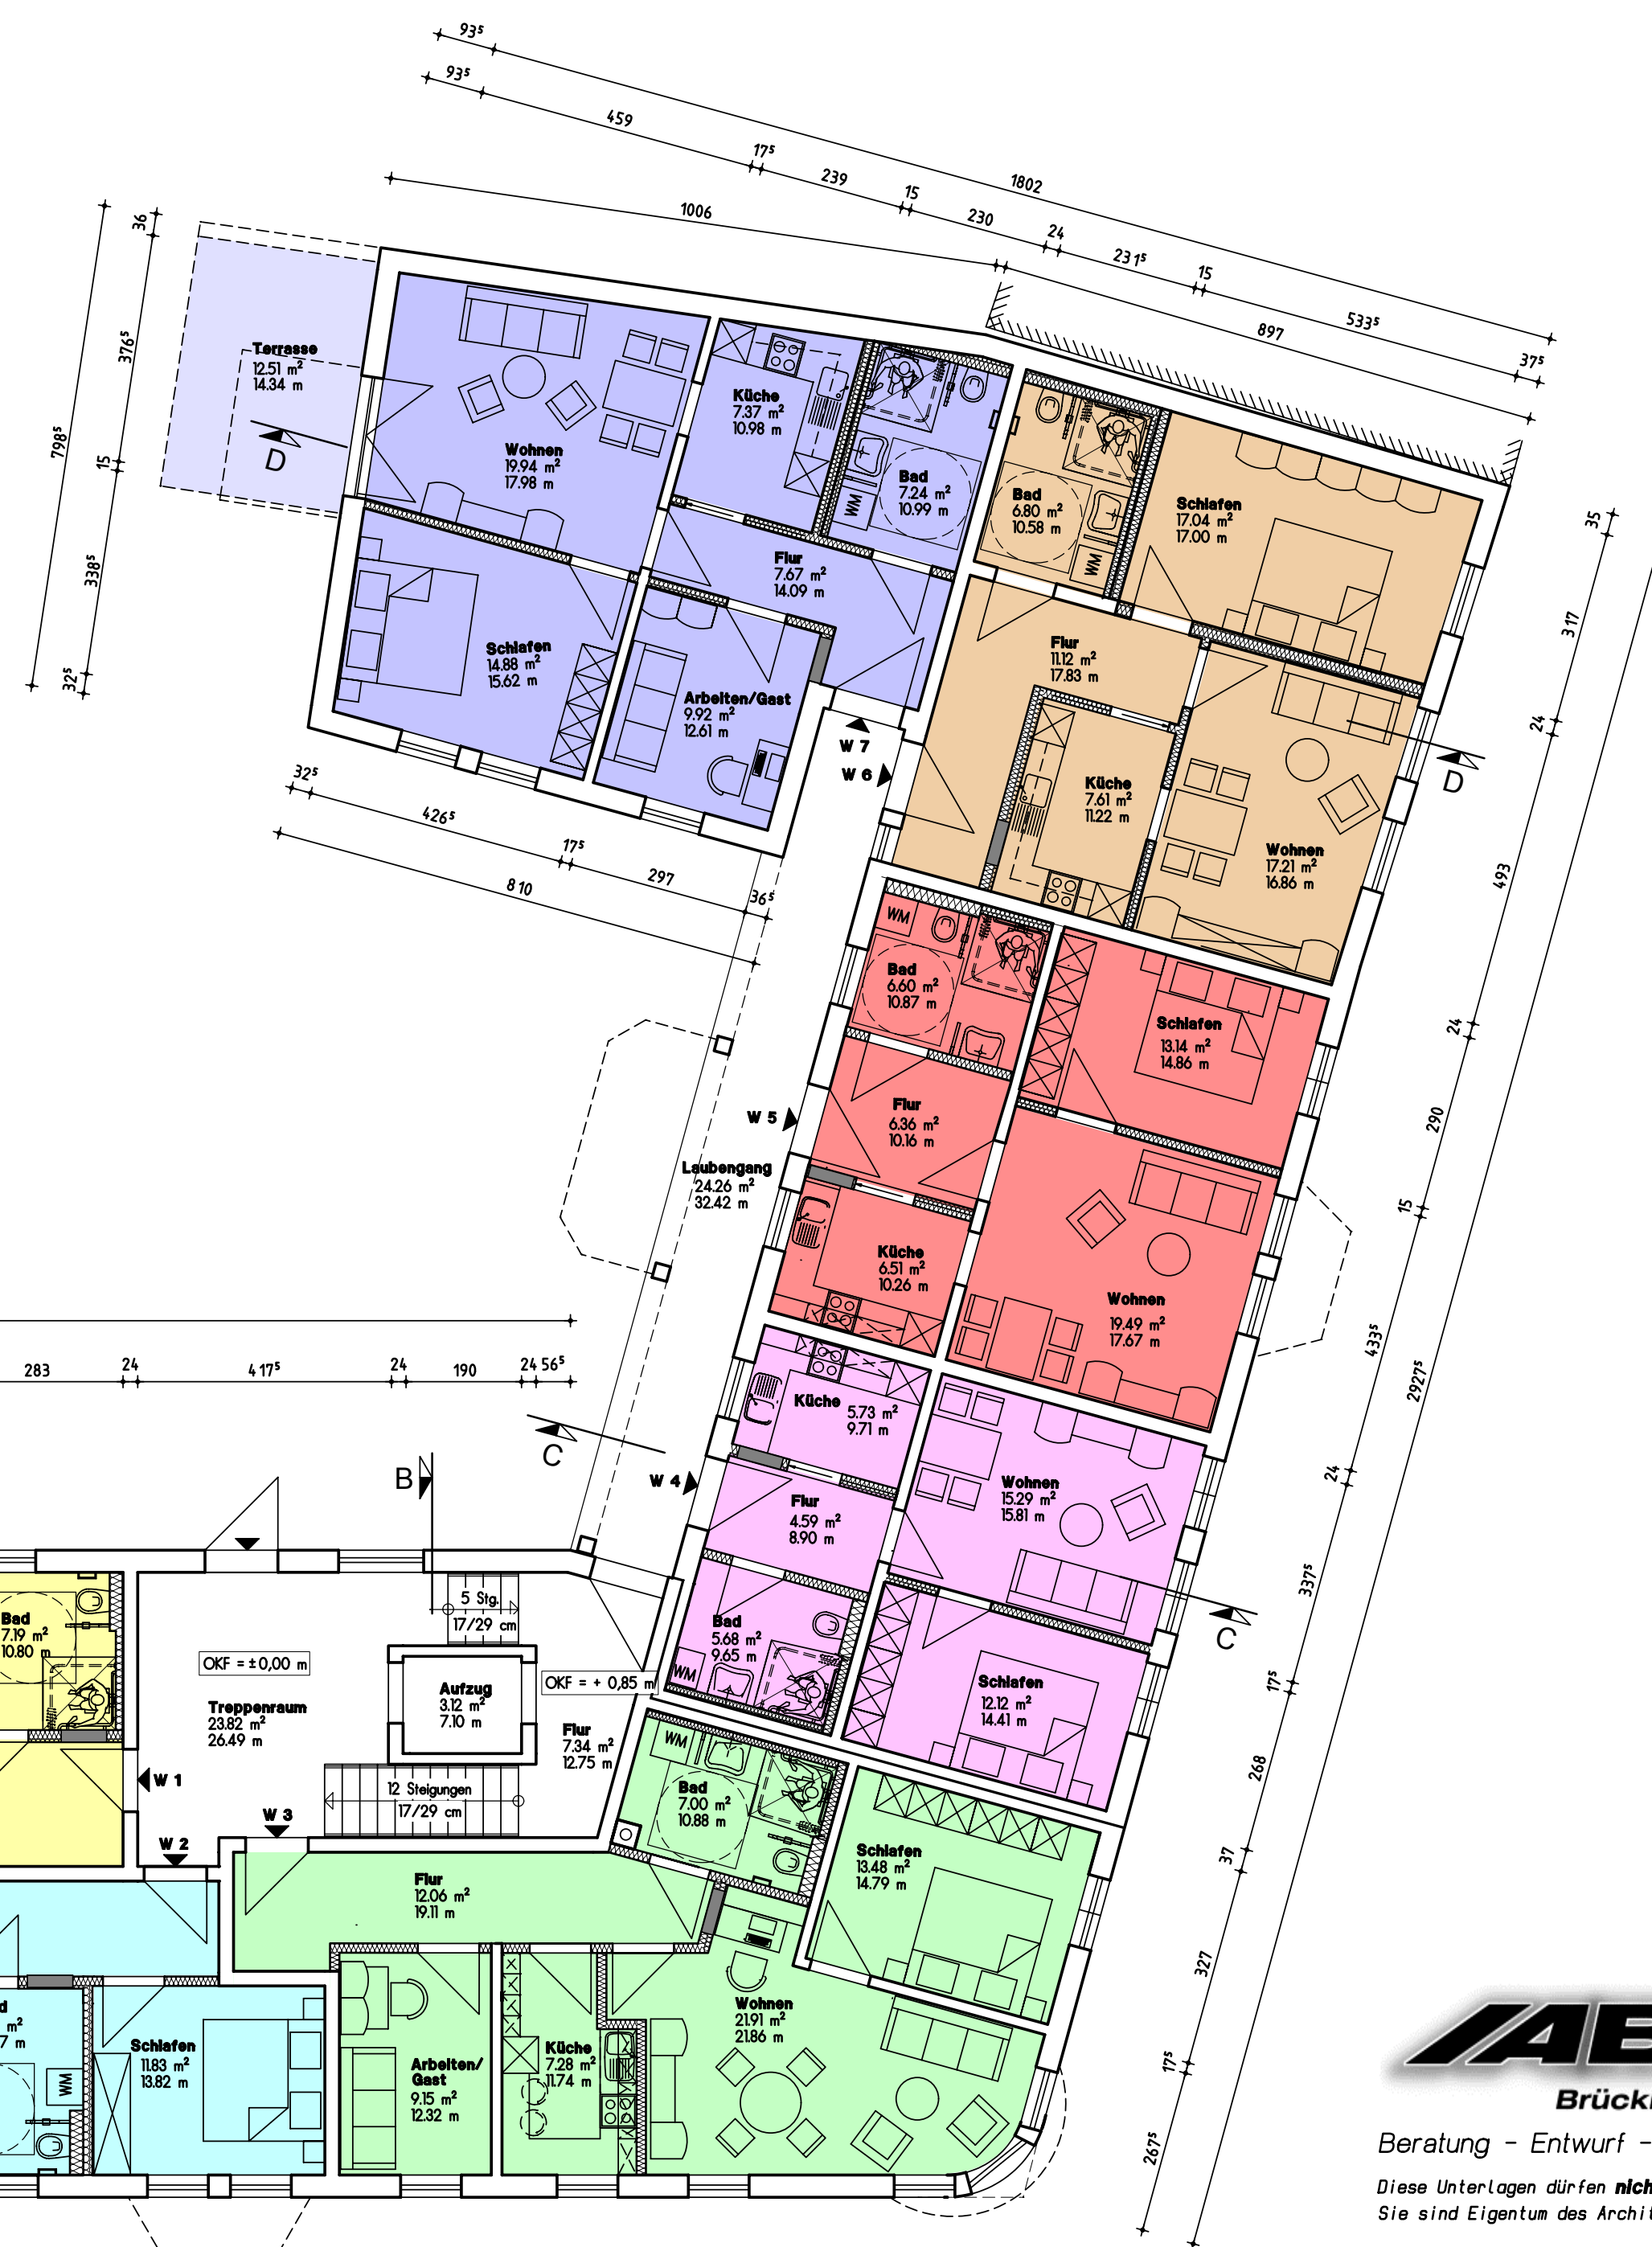 93⁵
93⁵
459
17⁵
239
15
230
24
231⁵
15
533⁵
37⁵
1802
1006
897
36
376⁵
15
338⁵
32⁵
798⁵
Terrasse
12.51 m²
14.34 m
D
Wohnen
19.94 m²
17.98 m
Küche
7.37 m²
10.98 m
Bad
7.24 m²
10.99 m
WM
Flur
7.67 m²
14.09 m
Schlafen
14.88 m²
15.62 m
Arbeiten/Gast
9.92 m²
12.61 m
W 7
W 6
32⁵
426⁵
17⁵
297
36⁵
810
Bad
6.80 m²
10.58 m
WM
Schlafen
17.04 m²
17.00 m
Flur
11.12 m²
17.83 m
Küche
7.61 m²
11.22 m
Wohnen
17.21 m²
16.86 m
D
35
317
24
493
24
290
15
433⁵
2927⁵
24
337⁵
17⁵
268
37
327
17⁵
267⁵
WM
Bad
6.60 m²
10.87 m
Schlafen
13.14 m²
14.86 m
Flur
6.36 m²
10.16 m
W 5
Laubengang
24.26 m²
32.42 m
Küche
6.51 m²
10.26 m
Wohnen
19.49 m²
17.67 m
283
24
417⁵
24
190
24 56⁵
C
B
Küche
5.73 m²
9.71 m
W 4
Flur
4.59 m²
8.90 m
Wohnen
15.29 m²
15.81 m
C
Bad
5.68 m²
9.65 m
WM
Schlafen
12.12 m²
14.41 m
Bad
7.19 m²
10.80 m
5 Stg.
17/29 cm
OKF = ±0,00 m
Treppenraum
23.82 m²
26.49 m
Aufzug
3.12 m²
7.10 m
OKF = + 0,85 m
Flur
7.34 m²
12.75 m
12 Steigungen
17/29 cm
W 1
W 2
W 3
WM
Bad
7.00 m²
10.88 m
Schlafen
13.48 m²
14.79 m
Flur
12.06 m²
19.11 m
Wohnen
21.91 m²
21.86 m
Küche
7.28 m²
11.74 m
Arbeiten/
Gast
9.15 m²
12.32 m
Schlafen
11.83 m²
13.82 m
d
m²
7 m
WM
AB
Brück
Beratung - Entwurf -
Diese Unterlagen dürfen nich
Sie sind Eigentum des Archi